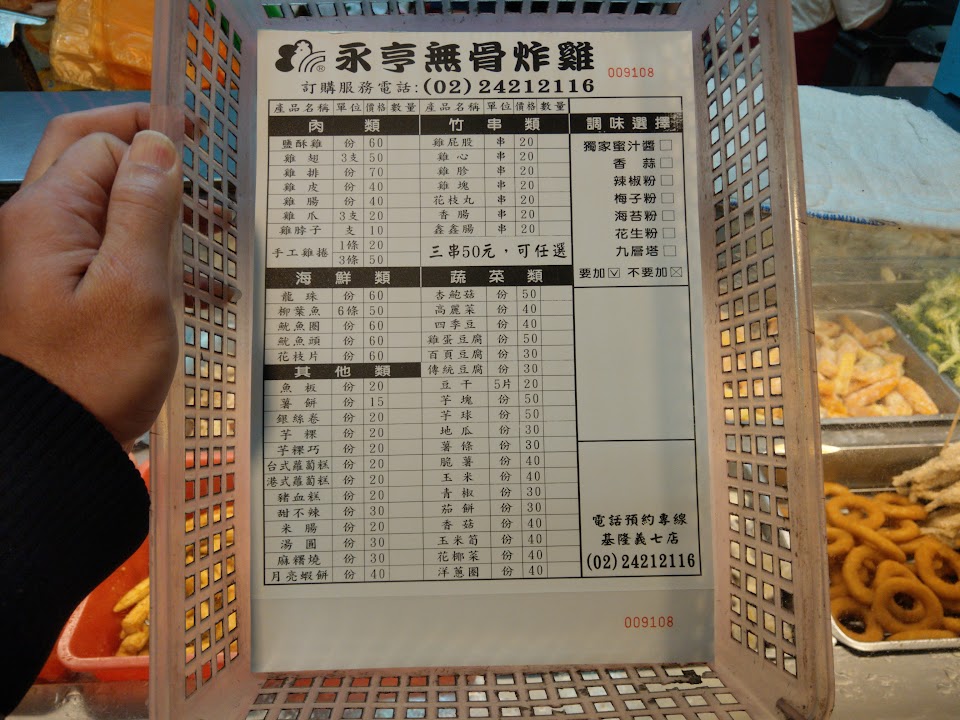 永亨無骨炸雞
009108
訂購服務電話:(02)24212116
產品名稱 單位 價格 數量 產品名稱 單位 價格 數量
肉類
鹽酥雞 份 60
雞翅 3支 50
雞排 份 70
雞皮 份 40
雞腸 份 40
雞爪 3支 20
雞脖子 支 10
手工雞捲 1條 20
3條 50
海鮮類
龍珠 份 60
柳葉魚 6條 50
魷魚圈 份 60
魷魚頭 份 60
花枝片 份 60
其他類
魚板 份 20
薯餅 份 15
銀絲卷 份 20
芋粿 份 20
芋粿巧 份 20
台式蘿蔔糕 份 20
港式蘿蔔糕 份 20
豬血糕 份 20
甜不辣 份 30
米腸 份 20
湯圓 份 30
麻糬燒 份 30
月亮蝦餅 份 40
竹串類
雞屁股 串 20
雞心 串 20
雞胗 串 20
雞塊 串 20
花枝丸 串 20
香腸 串 20
鑫鑫腸 串 20
三串50元,可任選
蔬菜類
杏鮑菇 份 50
高麗菜 份 40
四季豆 份 40
雞蛋豆腐 份 50
百頁豆腐 份 30
傳統豆腐 份 30
豆干 5片 20
芋塊 份 50
芋球 份 50
地瓜 份 30
薯條 份 30
脆薯 份 40
玉米 份 40
青椒 份 30
茄餅 份 30
香菇 份 40
玉米筍 份 40
花椰菜 份 40
洋蔥圈 份 40
調味選擇
獨家蜜汁醬□
香蒜□
辣椒粉□
梅子粉□
海苔粉□
花生粉□
九層塔□
要加☑ 不要加☒
電話預約專線
基隆義七店
(02)24212116
009108